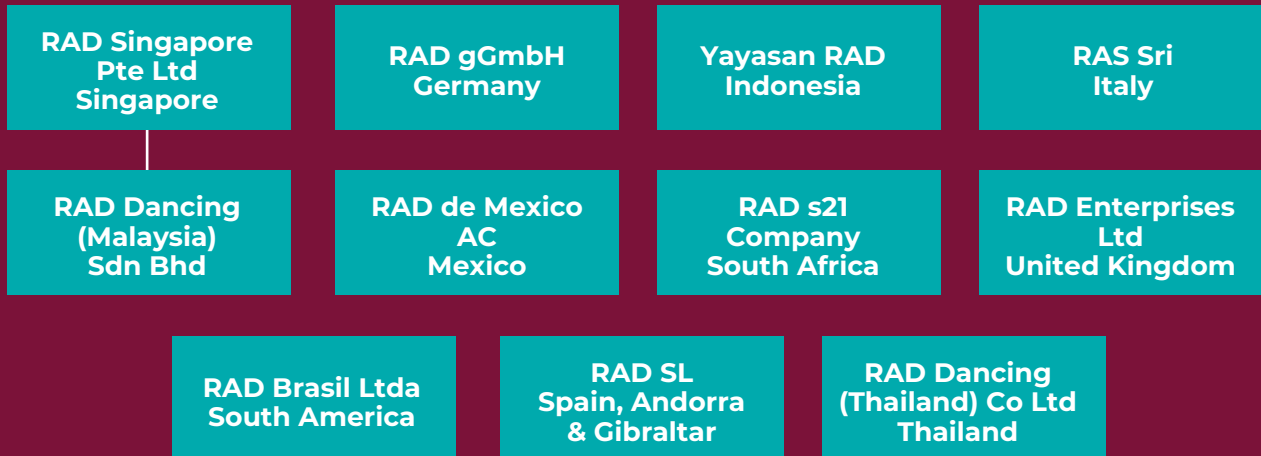 RAD Singapore
Pte Ltd
Singapore
RAD gGmbH
Germany
Yayasan RAD
Indonesia
RAS Sri
Italy
RAD Dancing
(Malaysia)
Sdn Bhd
RAD de Mexico
AC
Mexico
RAD s21
Company
South Africa
RAD Enterprises
Ltd
United Kingdom
RAD Brasil Ltda
South America
RAD SL
Spain, Andorra
& Gibraltar
RAD Dancing
(Thailand) Co Ltd
Thailand